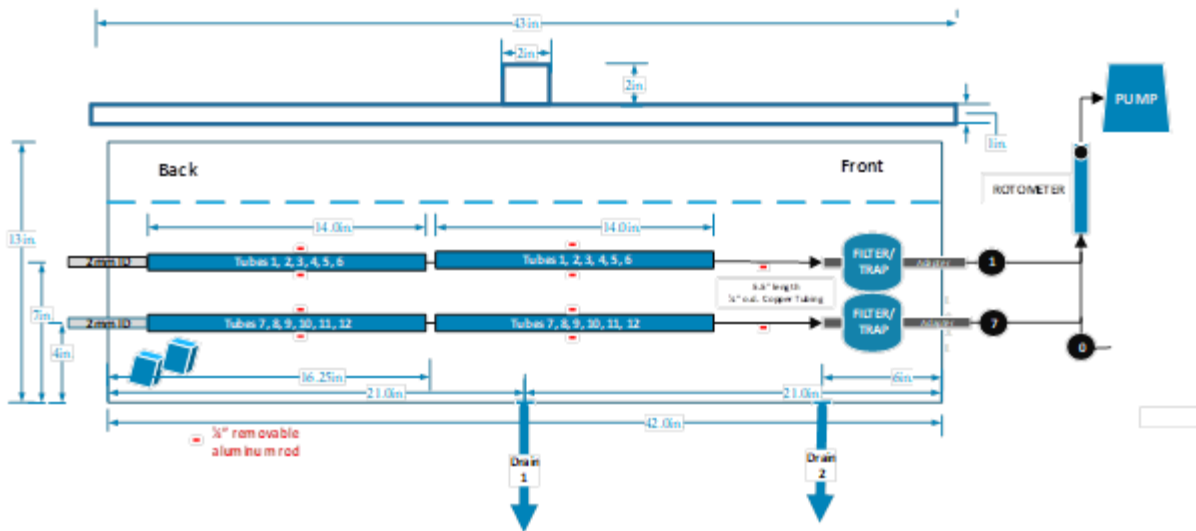 43in.
2in.
2in.
PUMP
1in.
Back
Front
ROTOMETER
14.0in.
14.0in.
13in.
2 mm ID
Tubes 1, 2, 3, 4, 5, 6
Tubes 1, 2, 3, 4, 5, 6
FILTER/
TRAP
Adapter
1
5.5" length
¼" o.d. Copper Tubing
7in.
2 mm ID
Tubes 7, 8, 9, 10, 11, 12
Tubes 7, 8, 9, 10, 11, 12
FILTER/
TRAP
Adapter
7
0
4in.
16.25in.
6in.
21.0in.
21.0in.
42.0in.
removable
aluminum rod
Drain
1
Drain
2